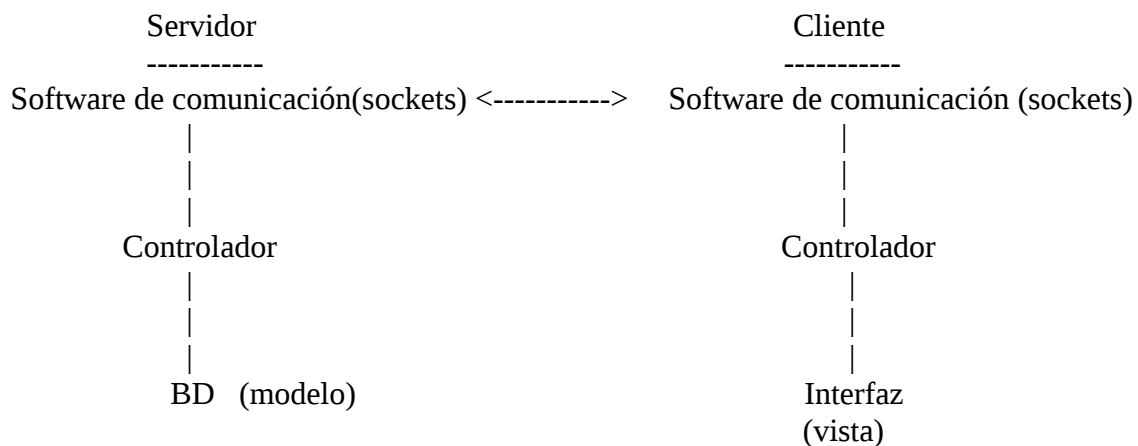 Servidor Cliente
----------- -----------
Software de comunicación(sockets) <-----------> Software de comunicación (sockets)
| |
| |
| |
Controlador Controlador
| |
| |
| |
BD (modelo) Interfaz
(vista)